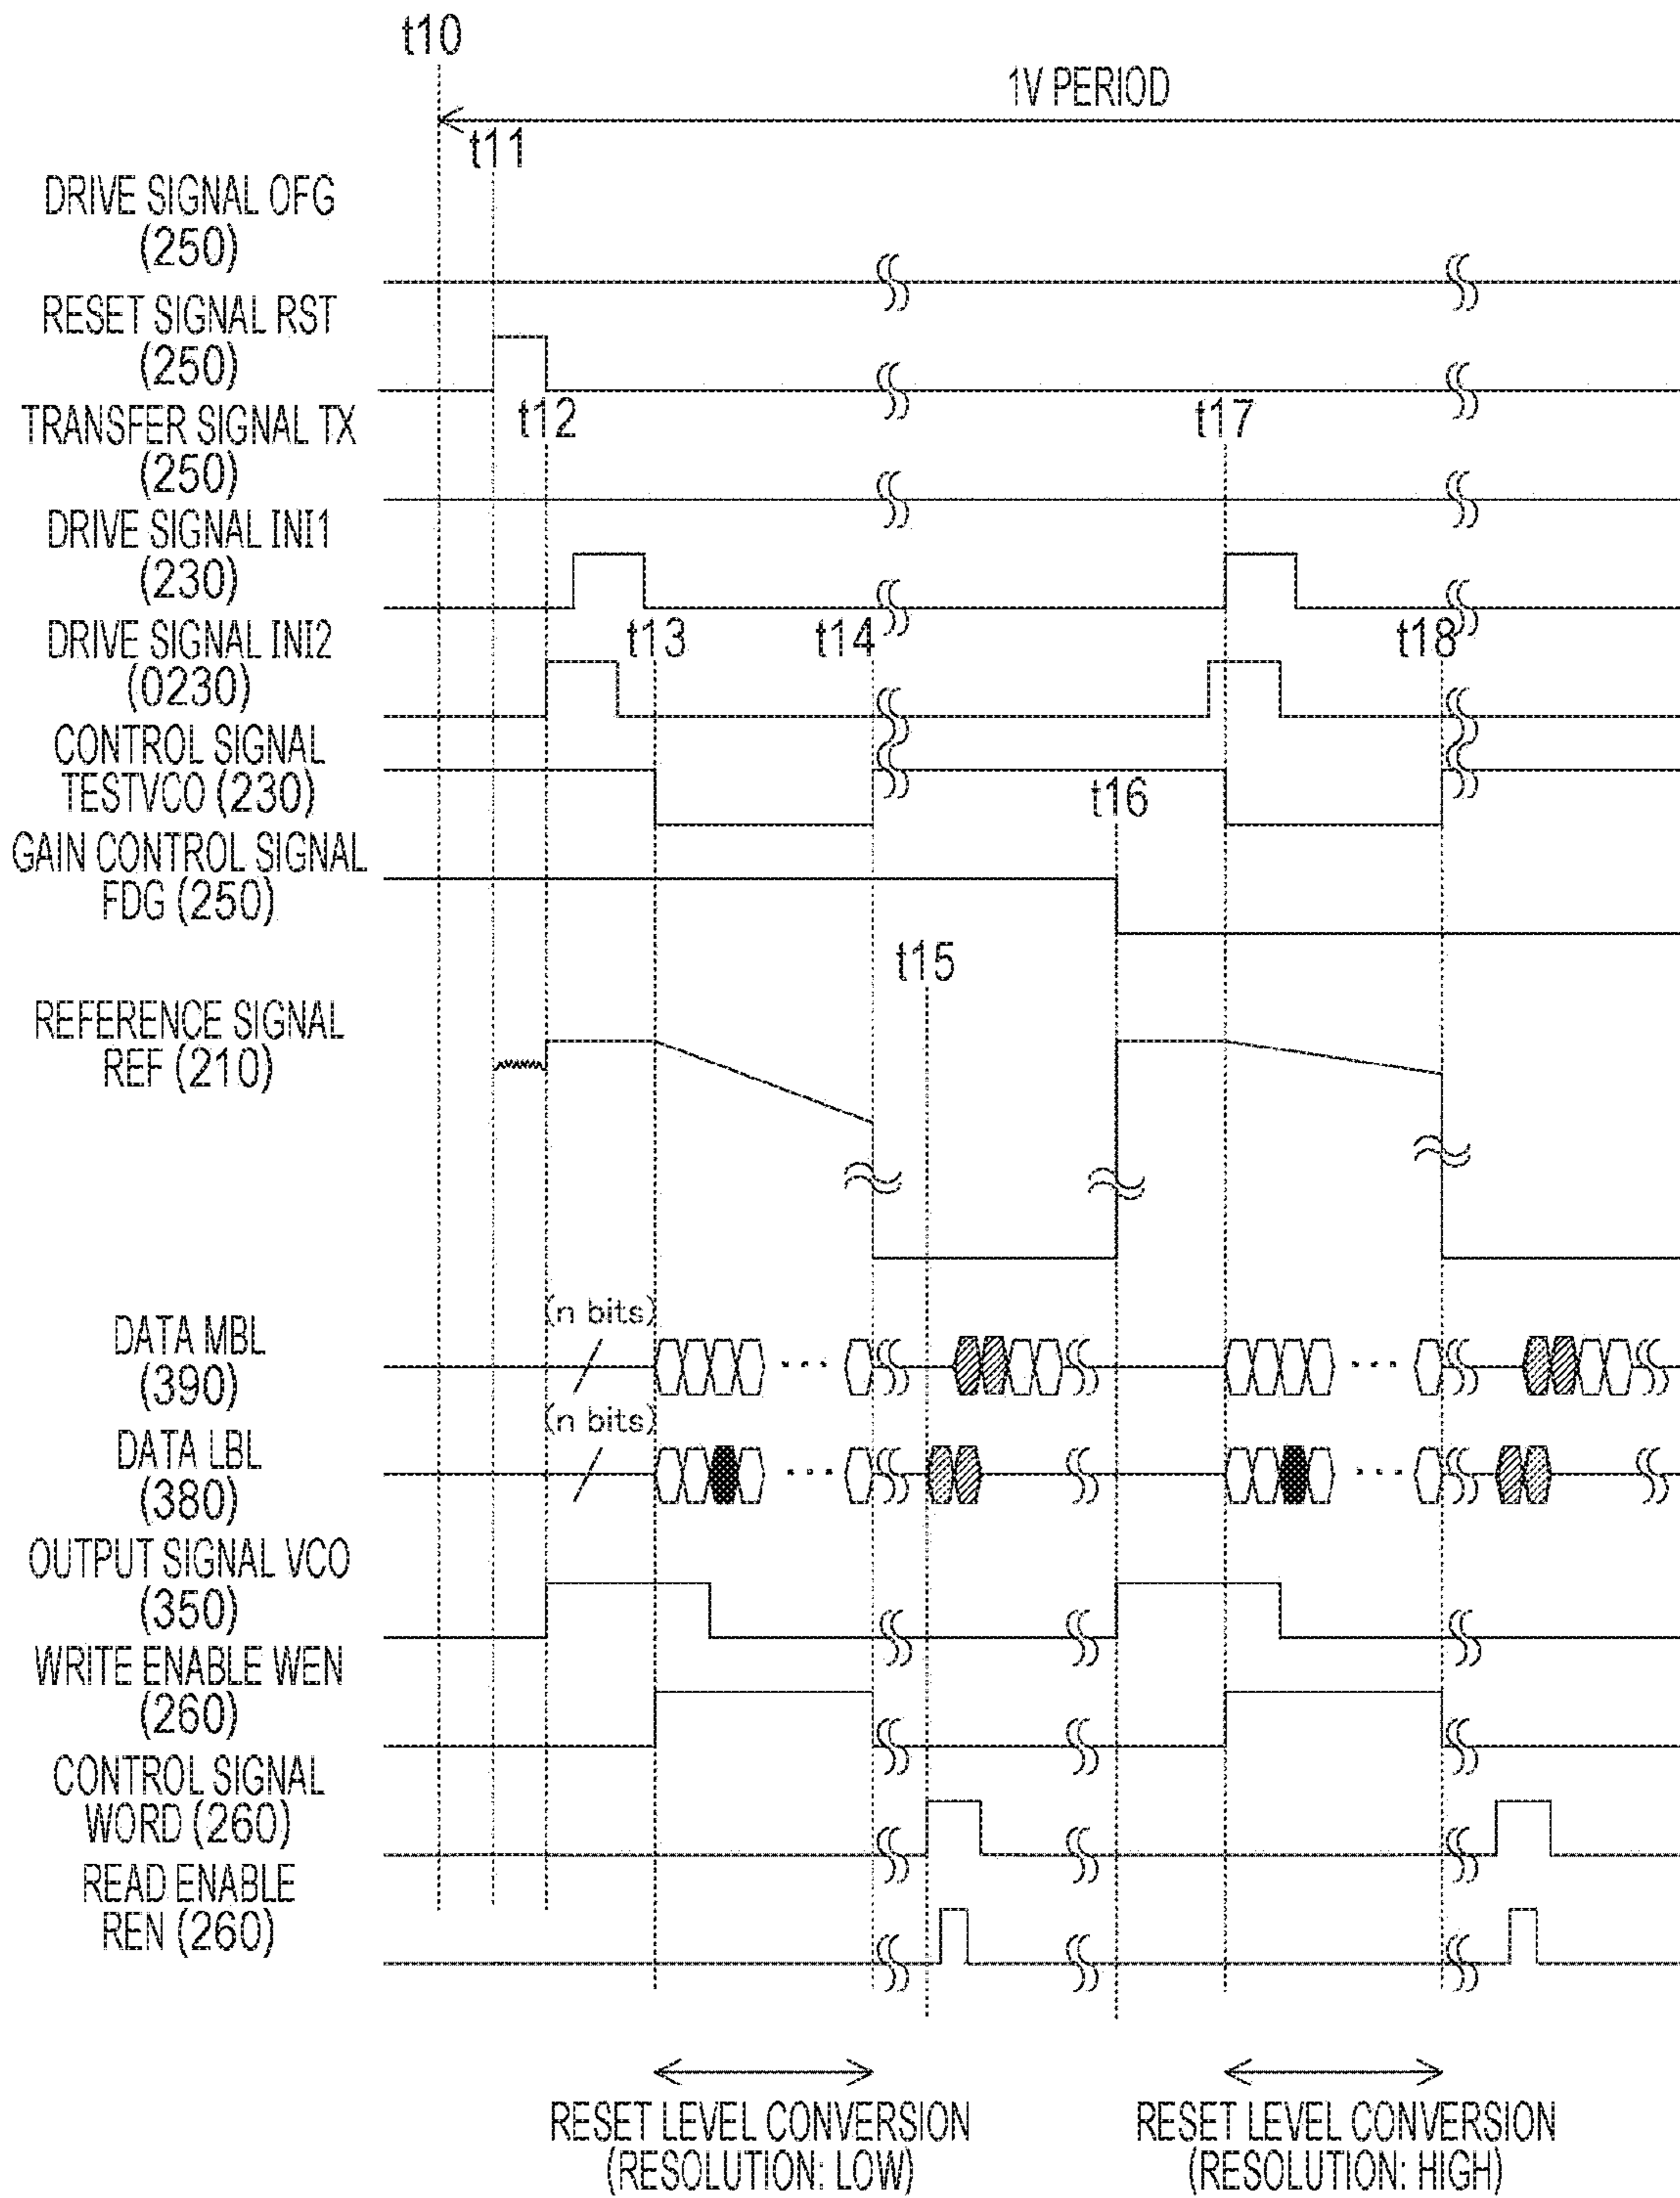 t10
1V PERIOD
t11
DRIVE SIGNAL OFG
(250)
RESET SIGNAL RST
(250)
t12
t17
TRANSFER SIGNAL TX
(250)
DRIVE SIGNAL INI1
(230)
t13
t14
t18
DRIVE SIGNAL INI2
(0230)
CONTROL SIGNAL
TESTVCO (230)
t16
GAIN CONTROL SIGNAL
FDG (250)
t15
REFERENCE SIGNAL
REF (210)
(n bits)
DATA MBL
(390)
(n bits)
DATA LBL
(380)
OUTPUT SIGNAL VCO
(350)
WRITE ENABLE WEN
(260)
CONTROL SIGNAL
WORD (260)
READ ENABLE
REN (260)
RESET LEVEL CONVERSION
(RESOLUTION: LOW)
RESET LEVEL CONVERSION
(RESOLUTION: HIGH)